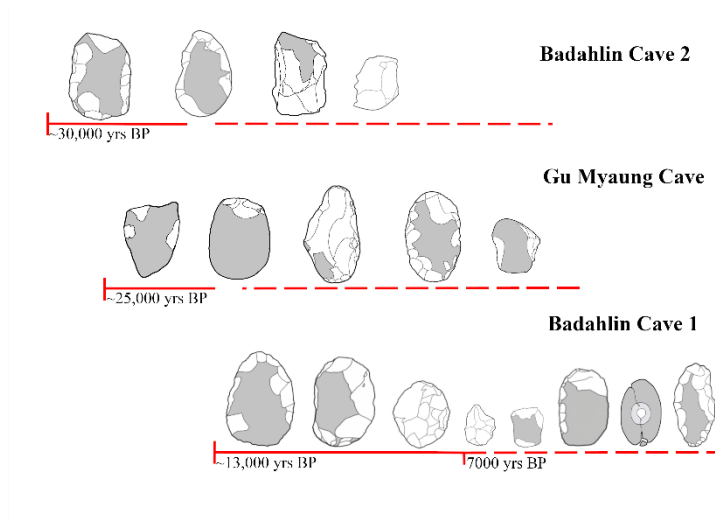 Badahlin Cave 2
~30,000 yrs BP
Gu Myaung Cave
~25,000 yrs BP
Badahlin Cave 1
~13,000 yrs BP
7000 yrs BP